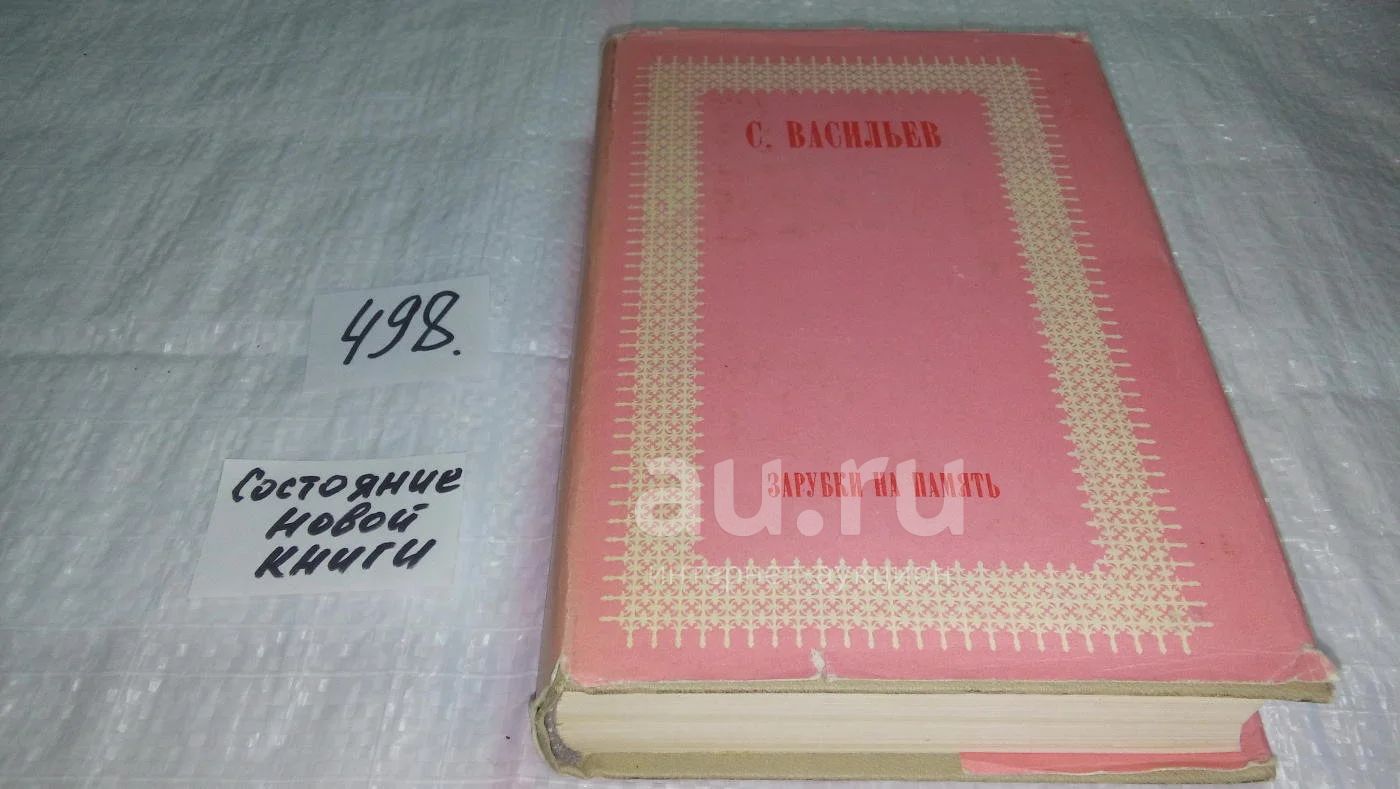 С. ВАСИЛЬЕВ
498.
Состояние
новой
книги
ЗАРУБКИ НА ПАМЯТЬ
au.ru
интернет-аукцион